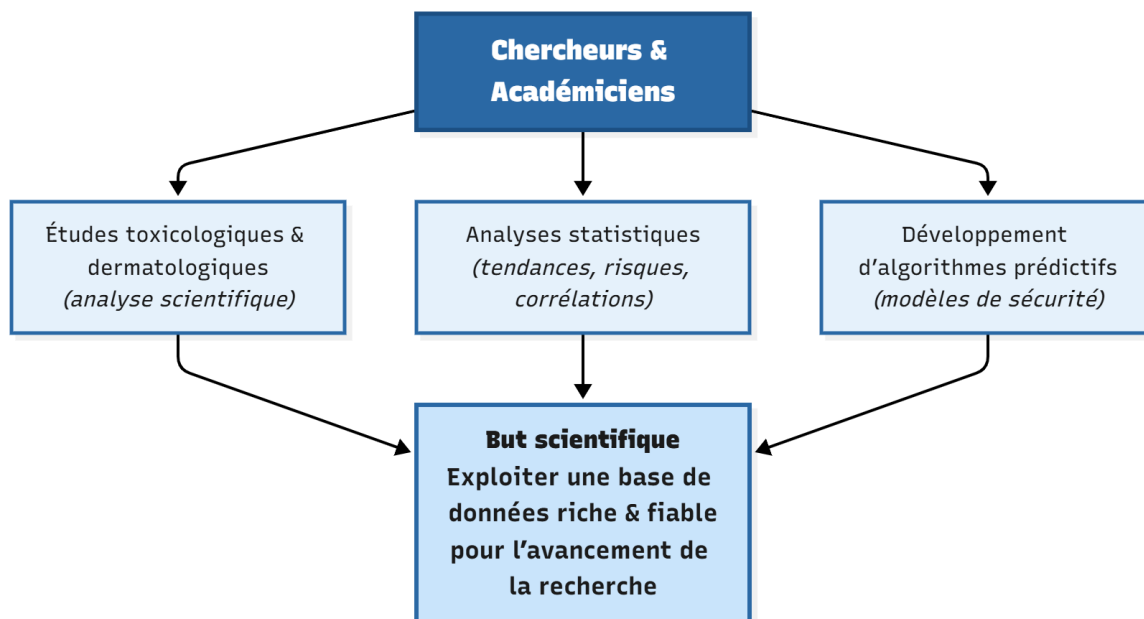 Chercheurs &
Académiciens
Études toxicologiques &
dermatologiques
(analyse scientifique)
Analyses statistiques
(tendances, risques,
corrélations)
Développement
d’algorithmes prédictifs
(modèles de sécurité)
But scientifique
Exploiter une base de
données riche & fiable
pour l’avancement de
la recherche